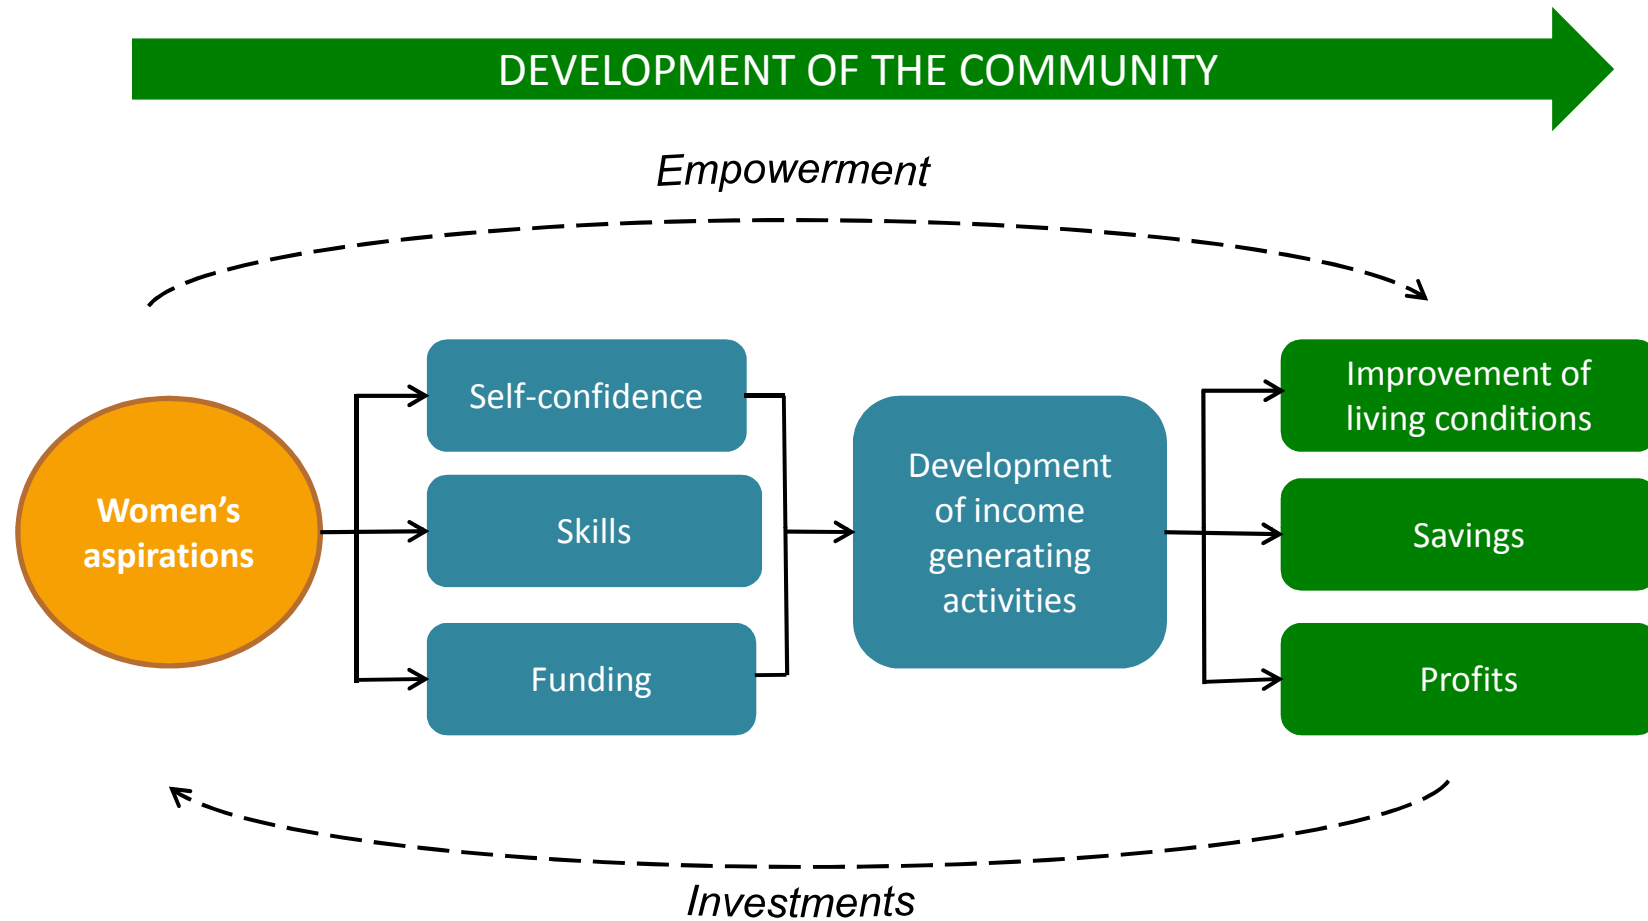 DEVELOPMENT OF THE COMMUNITY
Empowerment
Women’s
aspirations
Self-confidence
Skills
Funding
Development
of income
generating
activities
Improvement of
living conditions
Savings
Profits
Investments